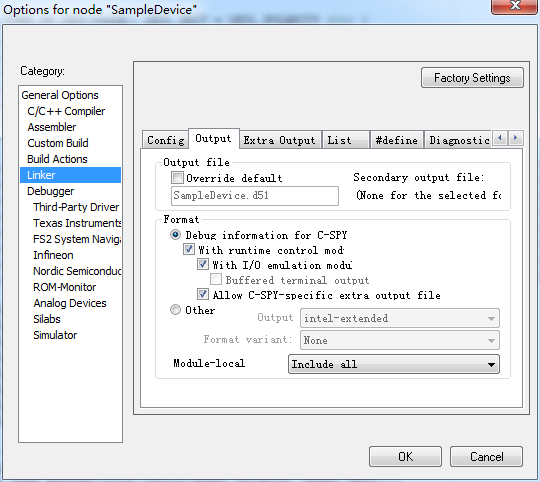 Options for node "SampleDevice"
Category:
General Options
C/C++ Compiler
Assembler
Custom Build
Build Actions
Linker
Debugger
Third-Party Driver
Texas Instruments
FS2 System Naviga
Infineon
Nordic Semiconduc
ROM-Monitor
Analog Devices
Silabs
Simulator
Factory Settings
Config Output Extra Output List #define Diagnostic
Output file
Override default
SampleDevice.d51
Secondary output file:
(None for the selected fo
Format
Debug information for C-SPY
With runtime control mod
With I/O emulation modu
Buffered terminal output
Allow C-SPY-specific extra output file
Other
Output intel-extended
Format variant: None
Module-local Include all
OK Cancel